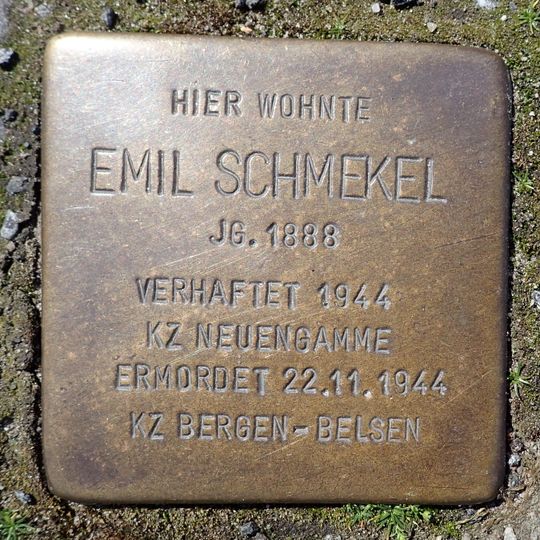 HIER WOHNTE
EMIL SCHMEKEL
JG. 1888
VERHAFTET 1944
KZ NEUENGAMME
ERMORDET 22.11.1944
KZ BERGEN-BELSEN